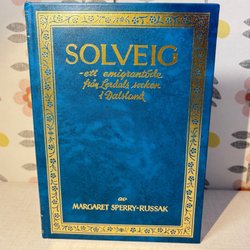 SOLVEIG
-ett emigrantöde
från Lerdals socken
i Dalsland
av
MARGARET SPERRY-RUSSAK